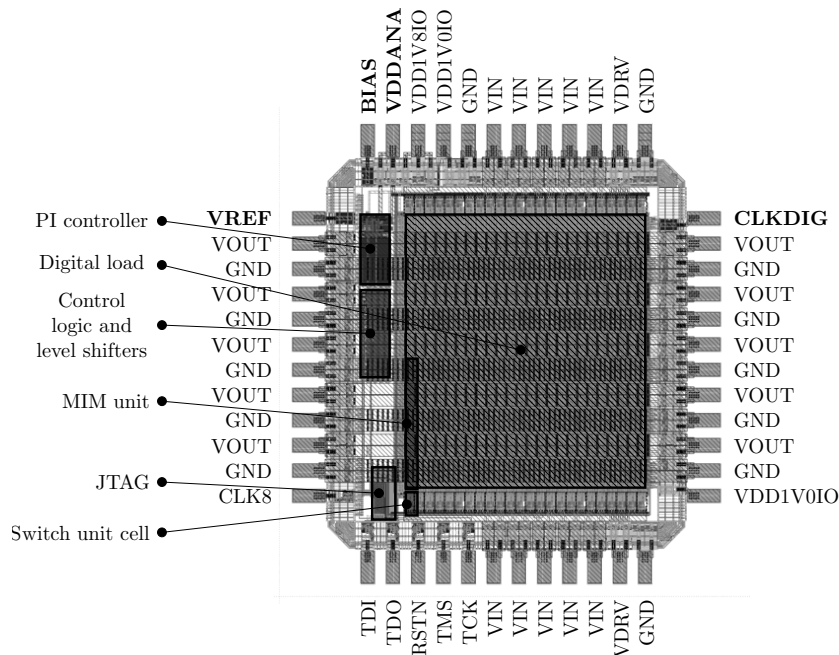 BIAS
VDDANA
VDD1V8IO
VDD1V0IO
GND
VIN
VIN
VIN
VIN
VIN
VDRV
GND
PI controller
Digital load
Control
logic and
level shifters
MIM unit
JTAG
Switch unit cell
VREF
VOUT
GND
VOUT
GND
VOUT
GND
VOUT
GND
VOUT
GND
CLK8
CLKDIG
VOUT
GND
VOUT
GND
VOUT
GND
VOUT
GND
VOUT
GND
VDD1V0IO
TDI
TDO
RSTN
TMS
TCK
VIN
VIN
VIN
VIN
VIN
VDRV
GND